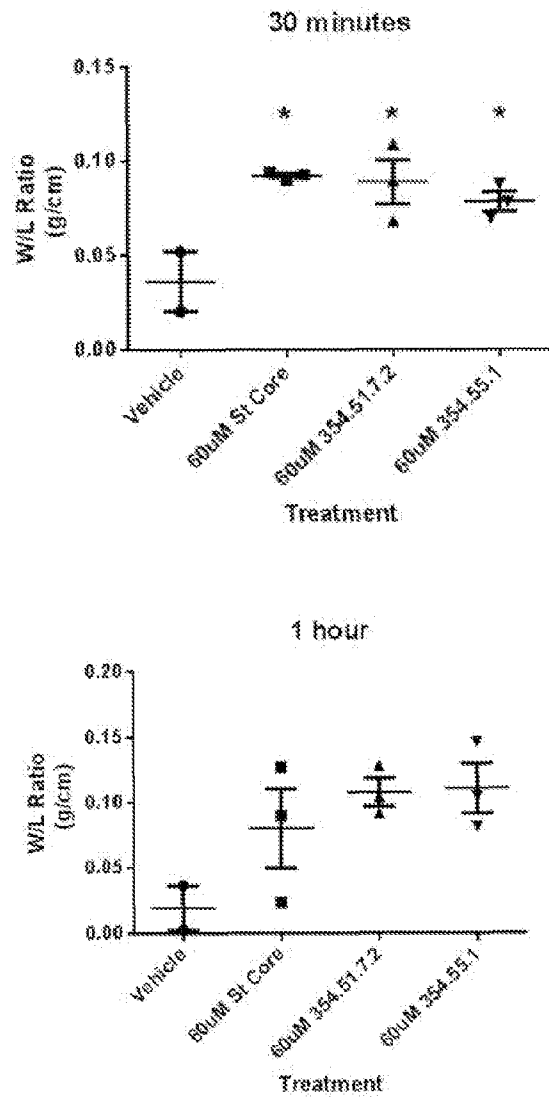 30 minutes
W/L Ratio
(g/cm)
0.15
0.10
0.05
0.00
* * *
Vehicle
60uM St Core
60uM 354.51.7.2
60uM 354.55.1
Treatment
1 hour
W/L Ratio
(g/cm)
0.20
0.15
0.10
0.05
0.00
Vehicle
60uM St Core
60uM 354.51.7.2
60uM 354.55.1
Treatment